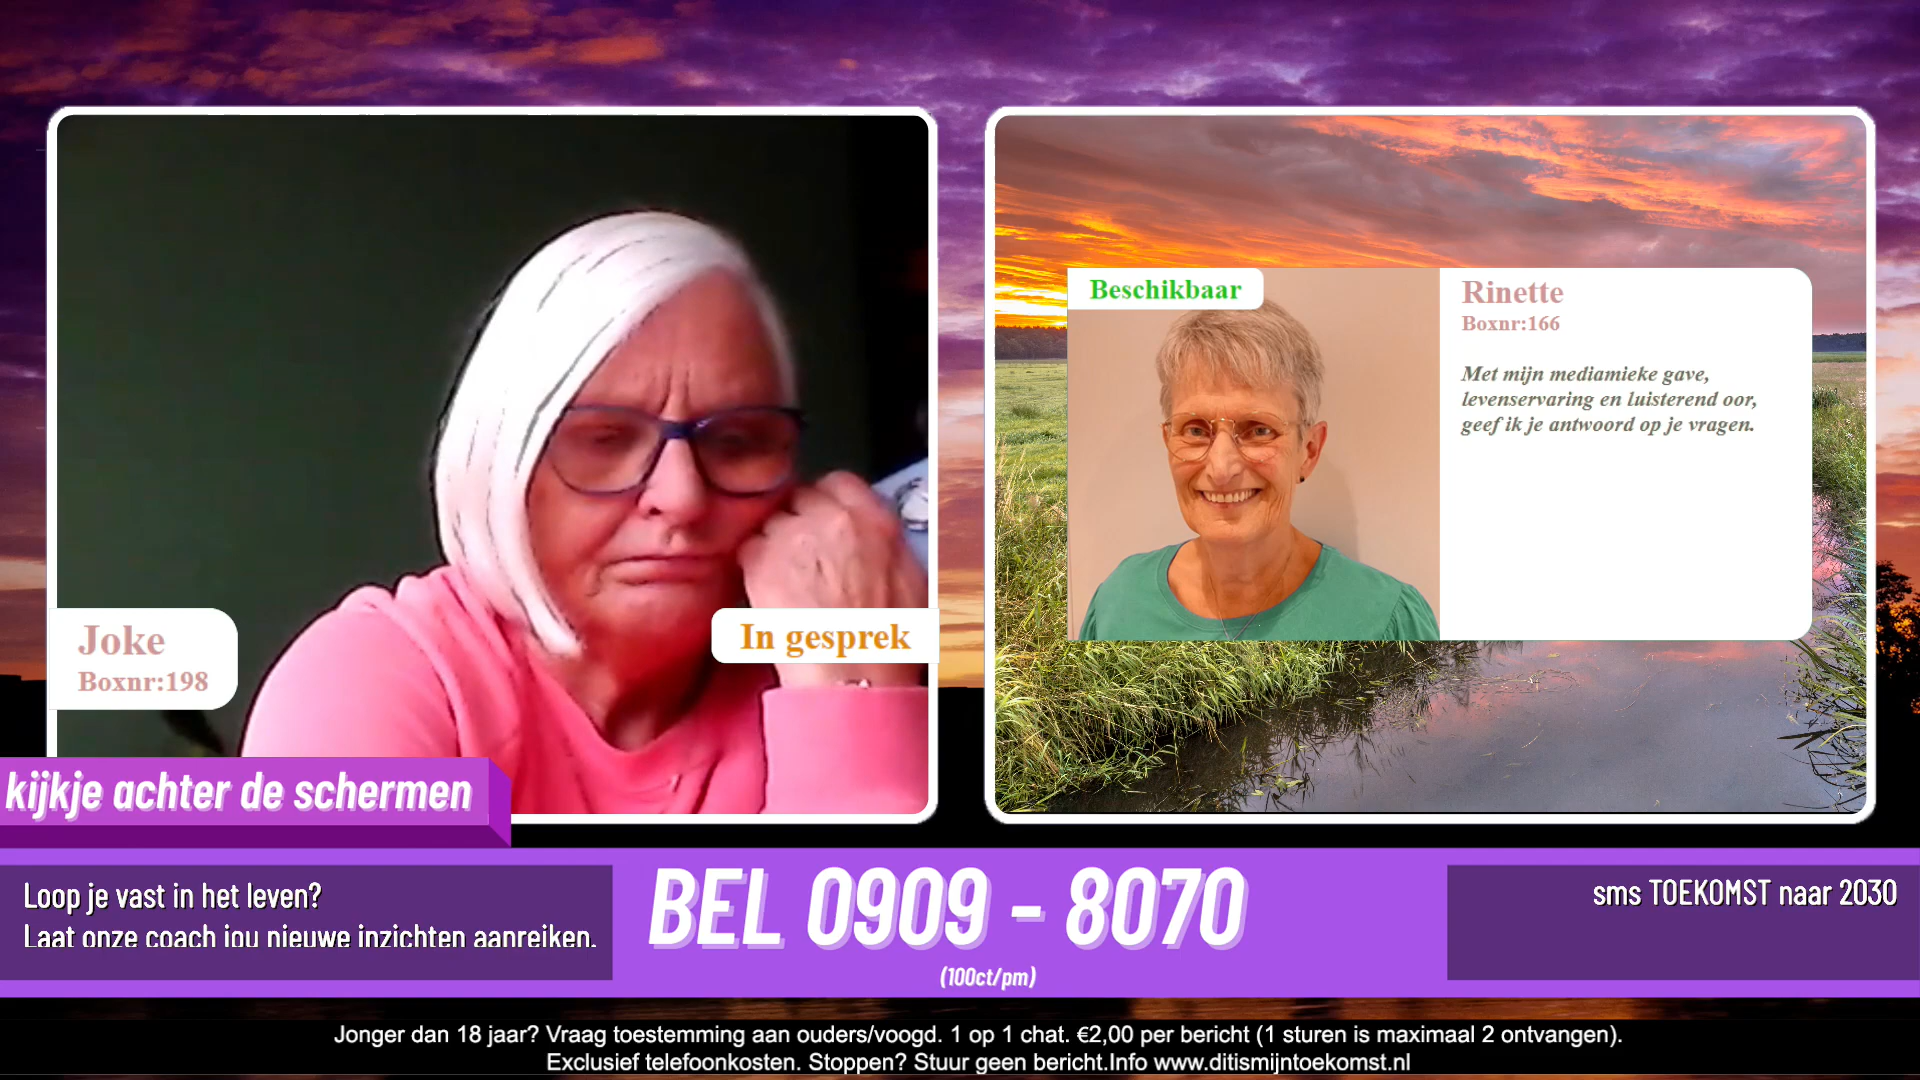 Joke
Boxnr:198
In gesprek
Beschikbaar
Rinette
Boxnr:166
Met mijn mediamieke gave,
levenservaring en luisterend oor,
geef ik je antwoord op je vragen.
kijkje achter de schermen
Loop je vast in het leven?
Laat onze coach jou nieuwe inzichten aanreiken.
BEL 0909 - 8070
(100ct/pm)
sms TOEKOMST naar 2030
Jonger dan 18 jaar? Vraag toestemming aan ouders/voogd. 1 op 1 chat. €2,00 per bericht (1 sturen is maximaal 2 ontvangen).
Exclusief telefoonkosten. Stoppen? Stuur geen bericht.Info www.ditismijntoekomst.nl